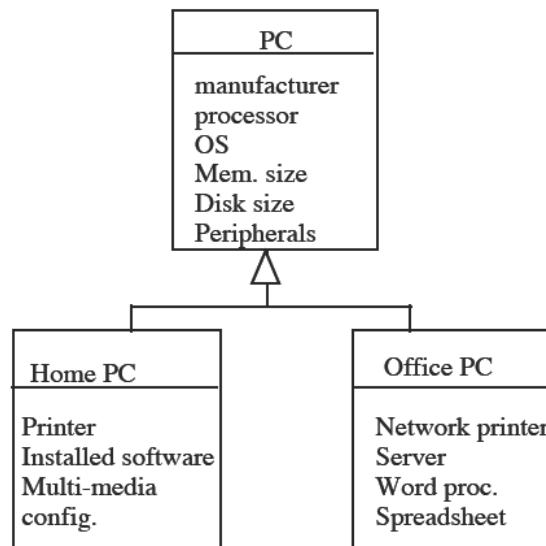 PC
manufacturer
processor
OS
Mem. size
Disk size
Peripherals
Home PC
Printer
Installed software
Multi-media
config.
Office PC
Network printer
Server
Word proc.
Spreadsheet